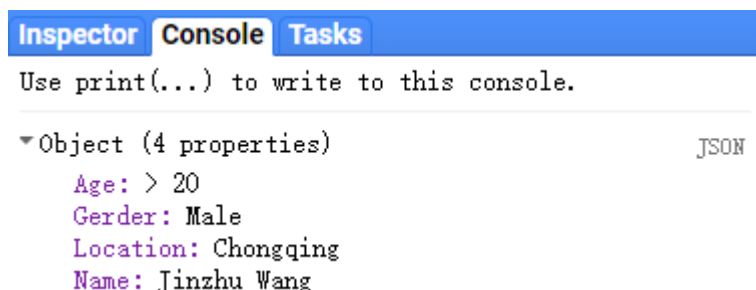 Inspector Console Tasks
Use print(...) to write to this console.
Object (4 properties) JSON
Age: > 20
Gerder: Male
Location: Chongqing
Name: Jinzhu Wang